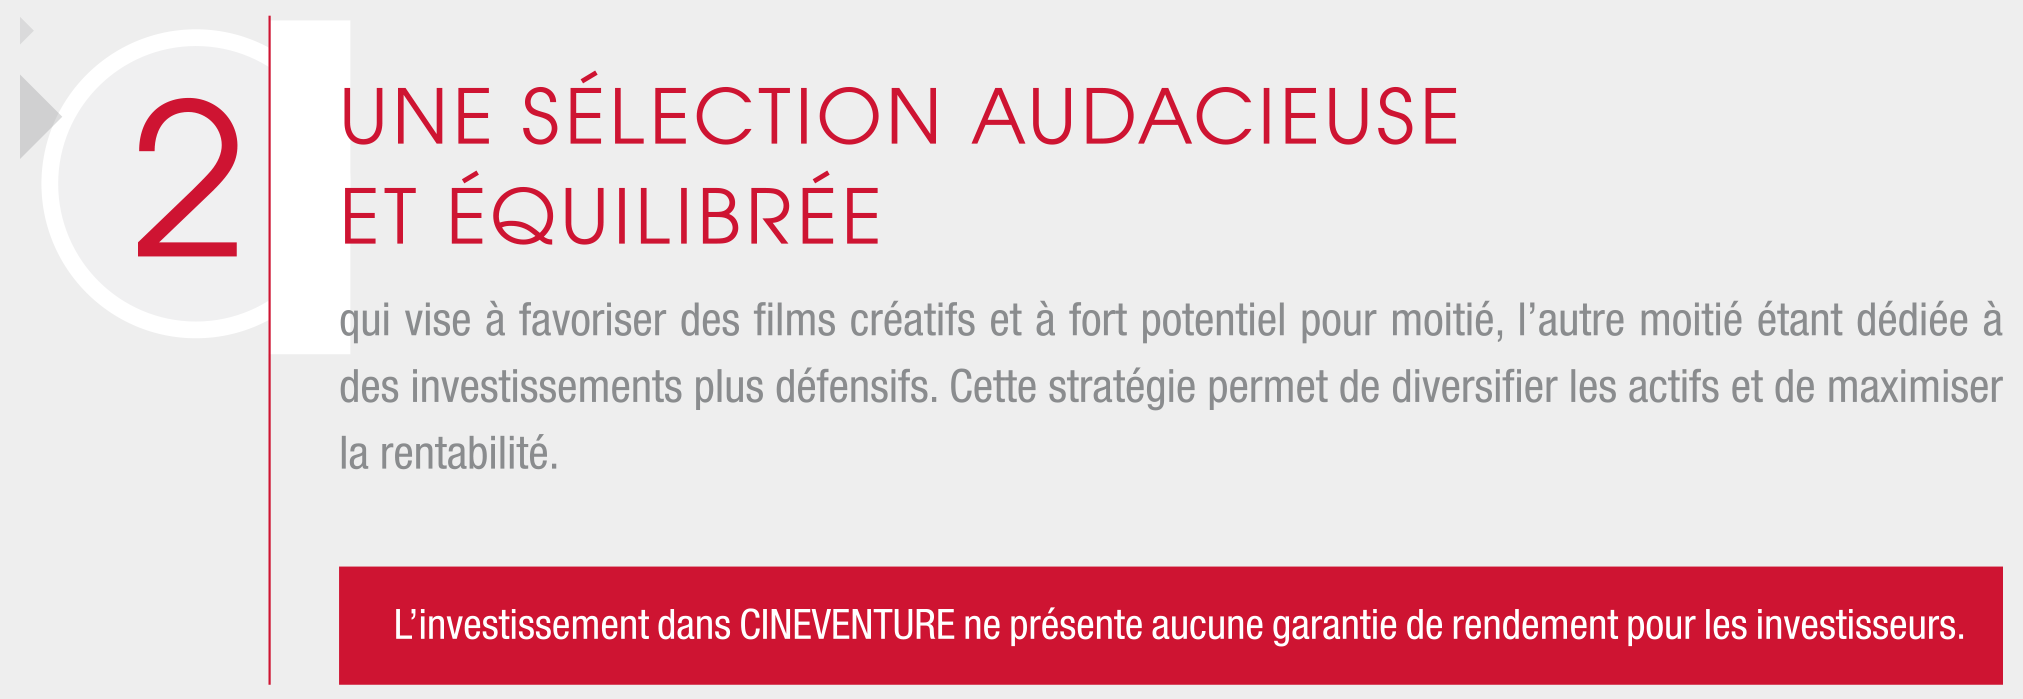 2
UNE SÉLECTION AUDACIEUSE
ET ÉQUILIBRÉE
qui vise à favoriser des films créatifs et à fort potentiel pour moitié, l’autre moitié étant dédiée à
des investissements plus défensifs. Cette stratégie permet de diversifier les actifs et de maximiser
la rentabilité.
L’investissement dans CINEVENTURE ne présente aucune garantie de rendement pour les investisseurs.